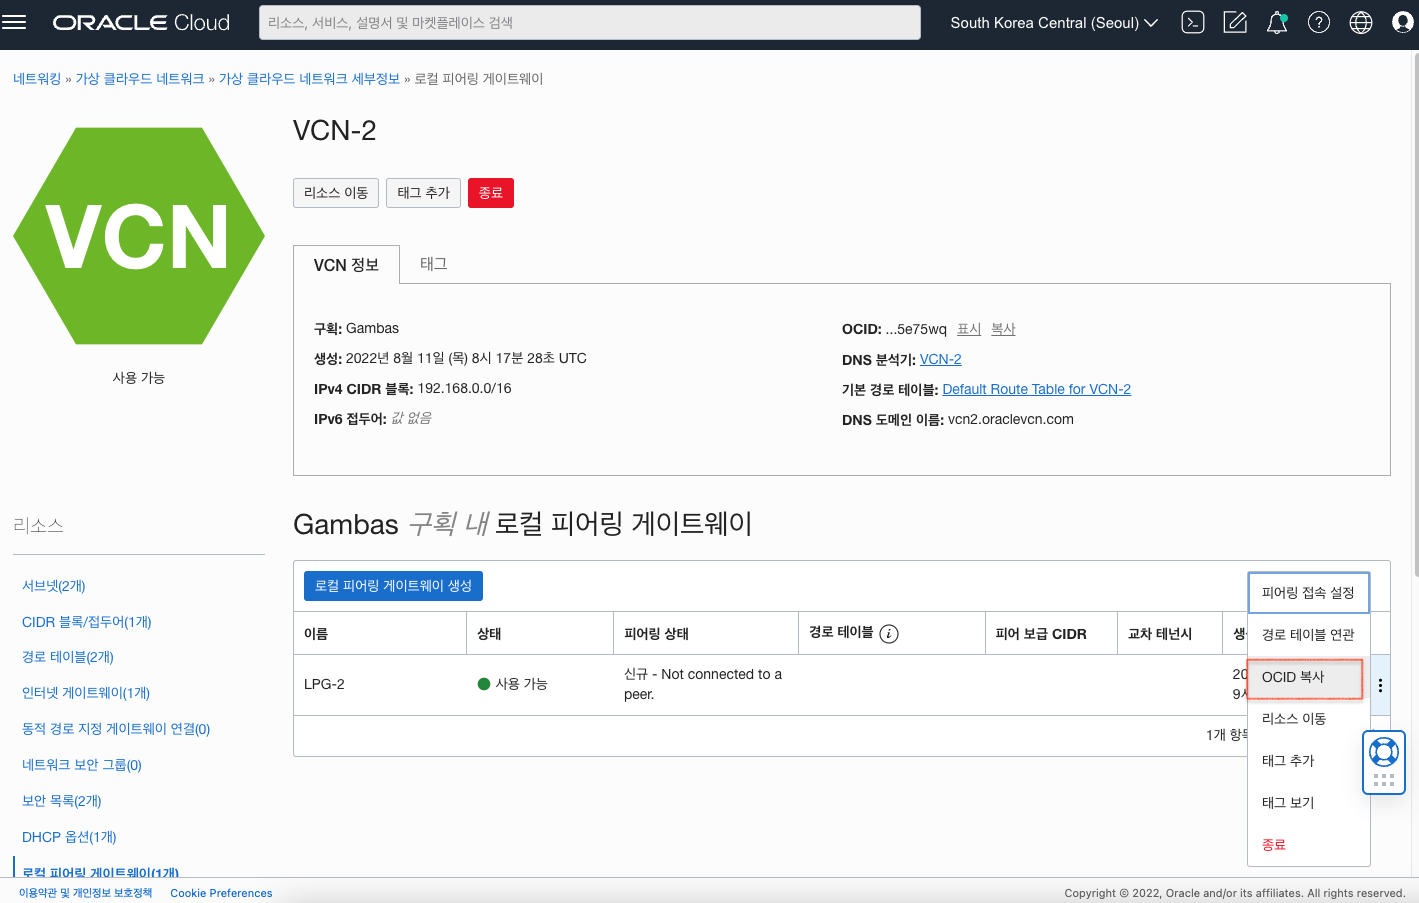 ORACLE Cloud
리소스, 서비스, 설명서 및 마켓플레이스 검색
South Korea Central (Seoul)
네트워킹 » 가상 클라우드 네트워크 » 가상 클라우드 네트워크 세부정보 » 로컬 피어링 게이트웨이
VCN
사용 가능
VCN-2
리소스 이동
태그 추가
종료
VCN 정보
태그
구획: Gambas
생성: 2022년 8월 11일 (목) 8시 17분 28초 UTC
IPv4 CIDR 블록: 192.168.0.0/16
IPv6 접두어: 값 없음
OCID: ...5e75wq 표시 복사
DNS 분석기: VCN-2
기본 경로 테이블: Default Route Table for VCN-2
DNS 도메인 이름: vcn2.oraclevcn.com
리소스
서브넷(2개)
CIDR 블록/접두어(1개)
경로 테이블(2개)
인터넷 게이트웨이(1개)
동적 경로 지정 게이트웨이 연결(0)
네트워크 보안 그룹(0)
보안 목록(2개)
DHCP 옵션(1개)
로컬 피어링 게이트웨이(1개)
Gambas 구획 내 로컬 피어링 게이트웨이
로컬 피어링 게이트웨이 생성
이름
상태
피어링 상태
경로 테이블 i
피어 보급 CIDR
교차 테넌시
LPG-2
사용 가능
신규 - Not connected to a
peer.
20
1개
피어링 접속 설정
경로 테이블 연관
OCID 복사
리소스 이동
태그 추가
태그 보기
종료
이용약관 및 개인정보 보호정책
Cookie Preferences
Copyright © 2022, Oracle and/or its affiliates. All rights reserved.